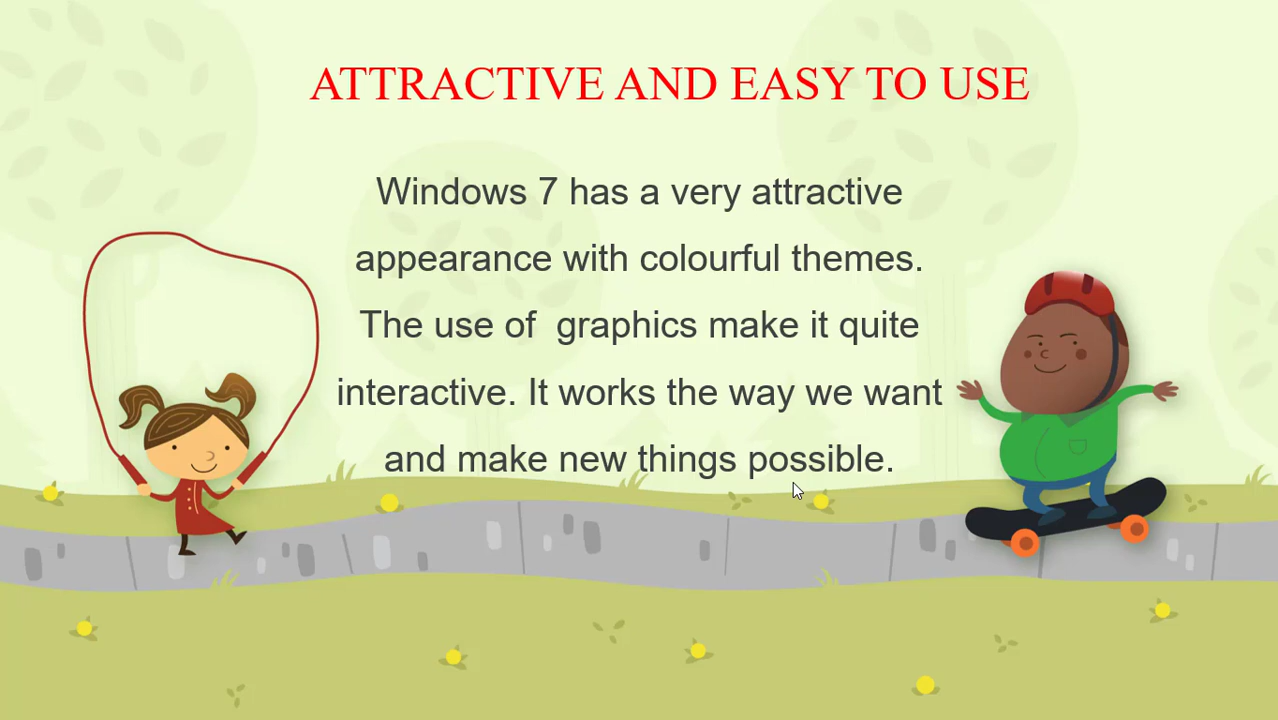 ATTRACTIVE AND EASY TO USE
Windows 7 has a very attractive
appearance with colourful themes.
The use of  graphics make it quite
interactive. It works the way we want
and make new things possible.